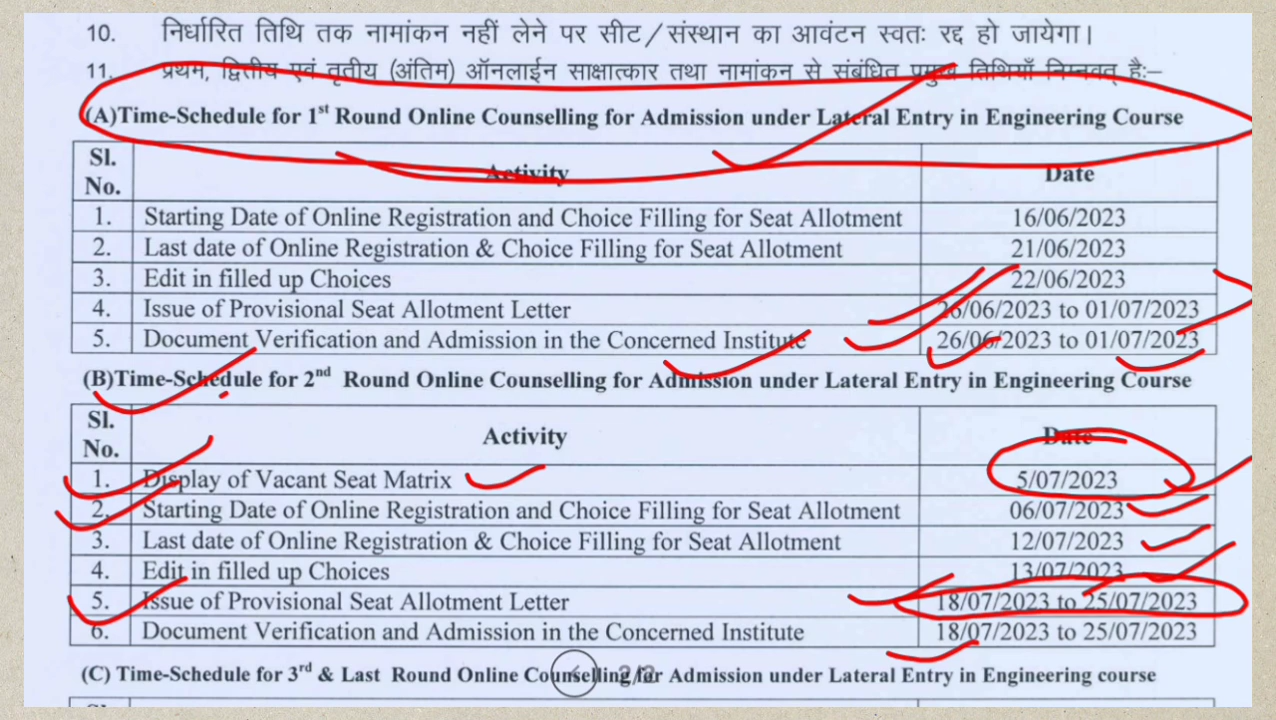 10. निर्धारित तिथि तक नामांकन नहीं लेने पर सीट/संस्थान का आवंटन स्वतः रद्द हो जायेगा।
11. प्रथम, द्वितीय एवं तृतीय (अंतिम) ऑनलाईन साक्षात्कार तथा नामांकन से संबंधित प्रमुख तिथियाँ निम्नवत् है:–
(A)Time-Schedule for 1st Round Online Counselling for Admission under Lateral Entry in Engineering Course
Sl. No. Activity Date
1. Starting Date of Online Registration and Choice Filling for Seat Allotment 16/06/2023
2. Last date of Online Registration & Choice Filling for Seat Allotment 21/06/2023
3. Edit in filled up Choices 22/06/2023
4. Issue of Provisional Seat Allotment Letter 26/06/2023 to 01/07/2023
5. Document Verification and Admission in the Concerned Institute 26/06/2023 to 01/07/2023
(B)Time-Schedule for 2nd Round Online Counselling for Admission under Lateral Entry in Engineering Course
Sl. No. Activity Date
1. Display of Vacant Seat Matrix 5/07/2023
2. Starting Date of Online Registration and Choice Filling for Seat Allotment 06/07/2023
3. Last date of Online Registration & Choice Filling for Seat Allotment 12/07/2023
4. Edit in filled up Choices 13/07/2023
5. Issue of Provisional Seat Allotment Letter 18/07/2023 to 25/07/2023
6. Document Verification and Admission in the Concerned Institute 18/07/2023 to 25/07/2023
(C) Time-Schedule for 3rd & Last Round Online Counselling for Admission under Lateral Entry in Engineering course